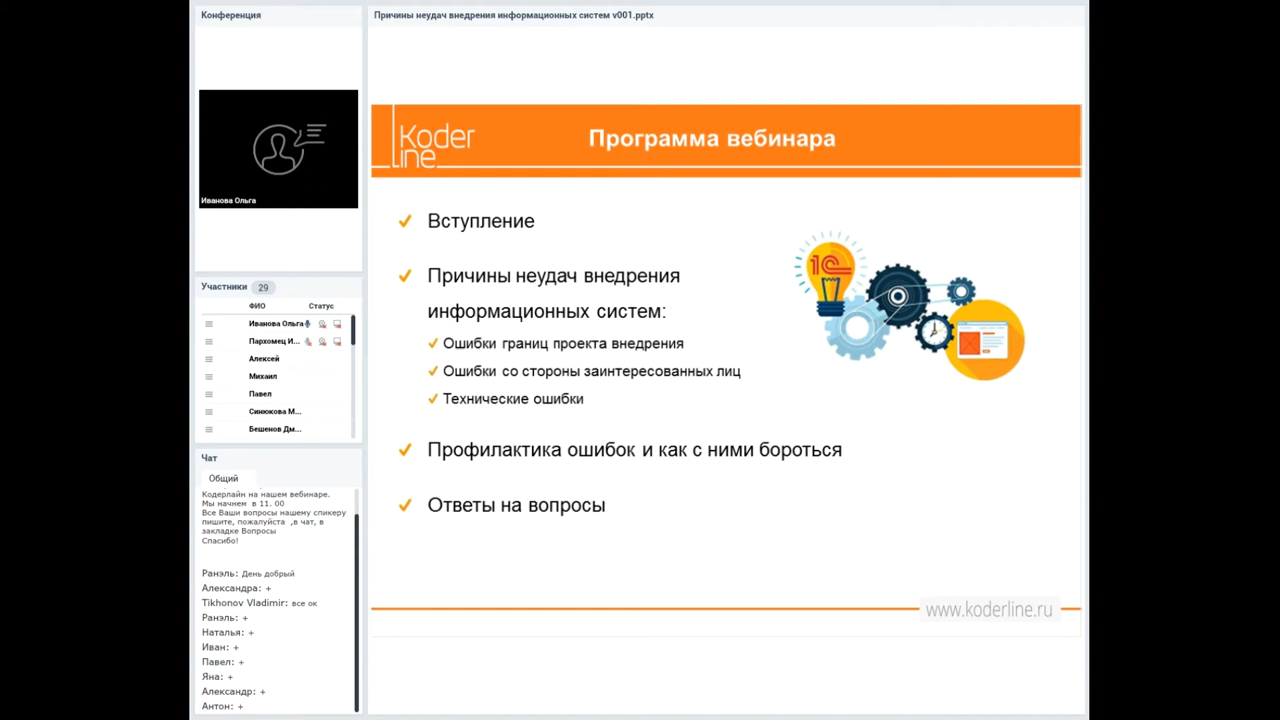 Конференция
Иванова Ольга
Участники 29
ФИО Статус
Иванова Ольга
Пархомец И...
Алексей
Михаил
Павел
Синюкова М...
Бешенов Дм...
Чат
Общий
Кодерлайн на нашем вебинаре.
Мы начнем в 11. 00
Все Ваши вопросы нашему спикеру
пишите, пожалуйста ,в чат, в
закладке Вопросы
Спасибо!
Ранэль: День добрый
Александра: +
Tikhonov Vladimir: все ок
Ранэль: +
Наталья: +
Иван: +
Павел: +
Яна: +
Александр: +
Антон: +
Причины неудач внедрения информационных систем v001.pptx
Koder
line
Программа вебинара
Вступление
Причины неудач внедрения
информационных систем:
Ошибки границ проекта внедрения
Ошибки со стороны заинтересованных лиц
Технические ошибки
Профилактика ошибок и как с ними бороться
Ответы на вопросы
1С
www.koderline.ru